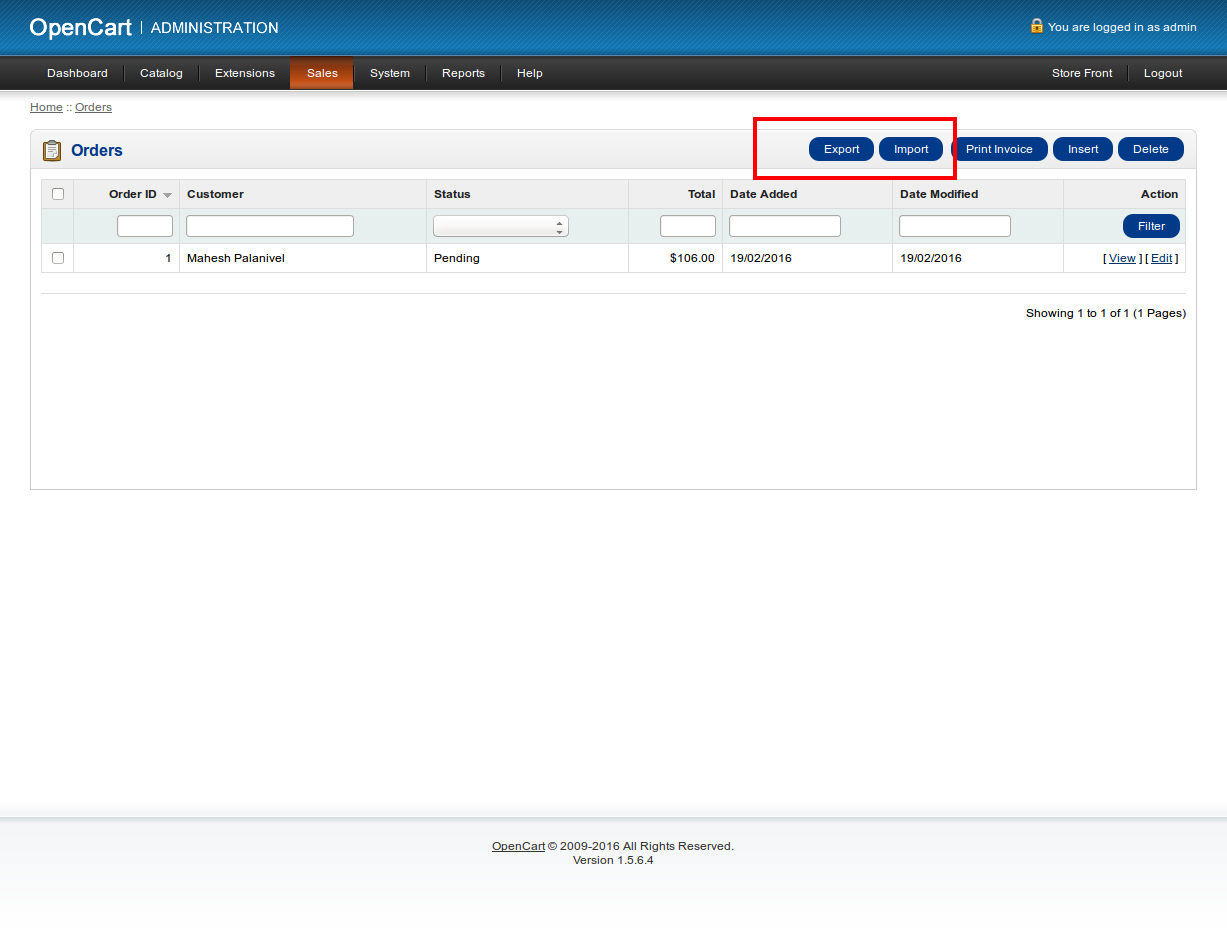 OpenCart | ADMINISTRATION You are logged in as admin
Dashboard Catalog Extensions Sales System Reports Help Store Front Logout
Home :: Orders
Orders Export Import Print Invoice Insert Delete
Order ID Customer Status Total Date Added Date Modified Action
Filter
1 Mahesh Palanivel Pending $106.00 19/02/2016 19/02/2016 [ View ] [ Edit ]
Showing 1 to 1 of 1 (1 Pages)
OpenCart © 2009-2016 All Rights Reserved.
Version 1.5.6.4